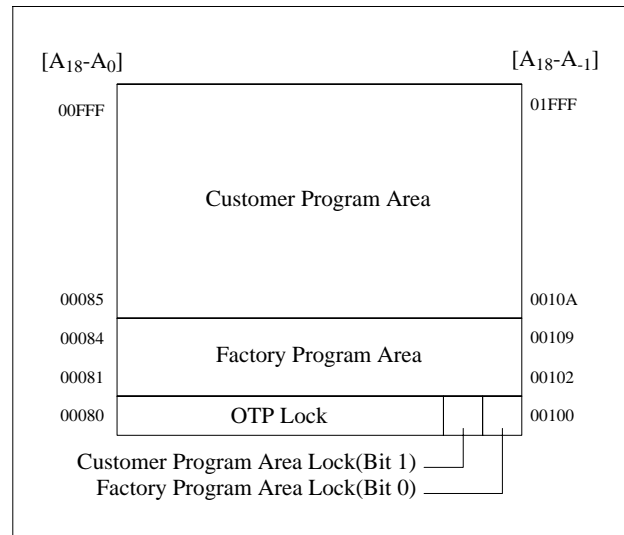 [A18-A0] [A18-A-1]
00FFF 01FFF
Customer Program Area
00085 0010A
00084 00109
Factory Program Area
00081 00102
00080 OTP Lock 00100
Customer Program Area Lock(Bit 1)
Factory Program Area Lock(Bit 0)